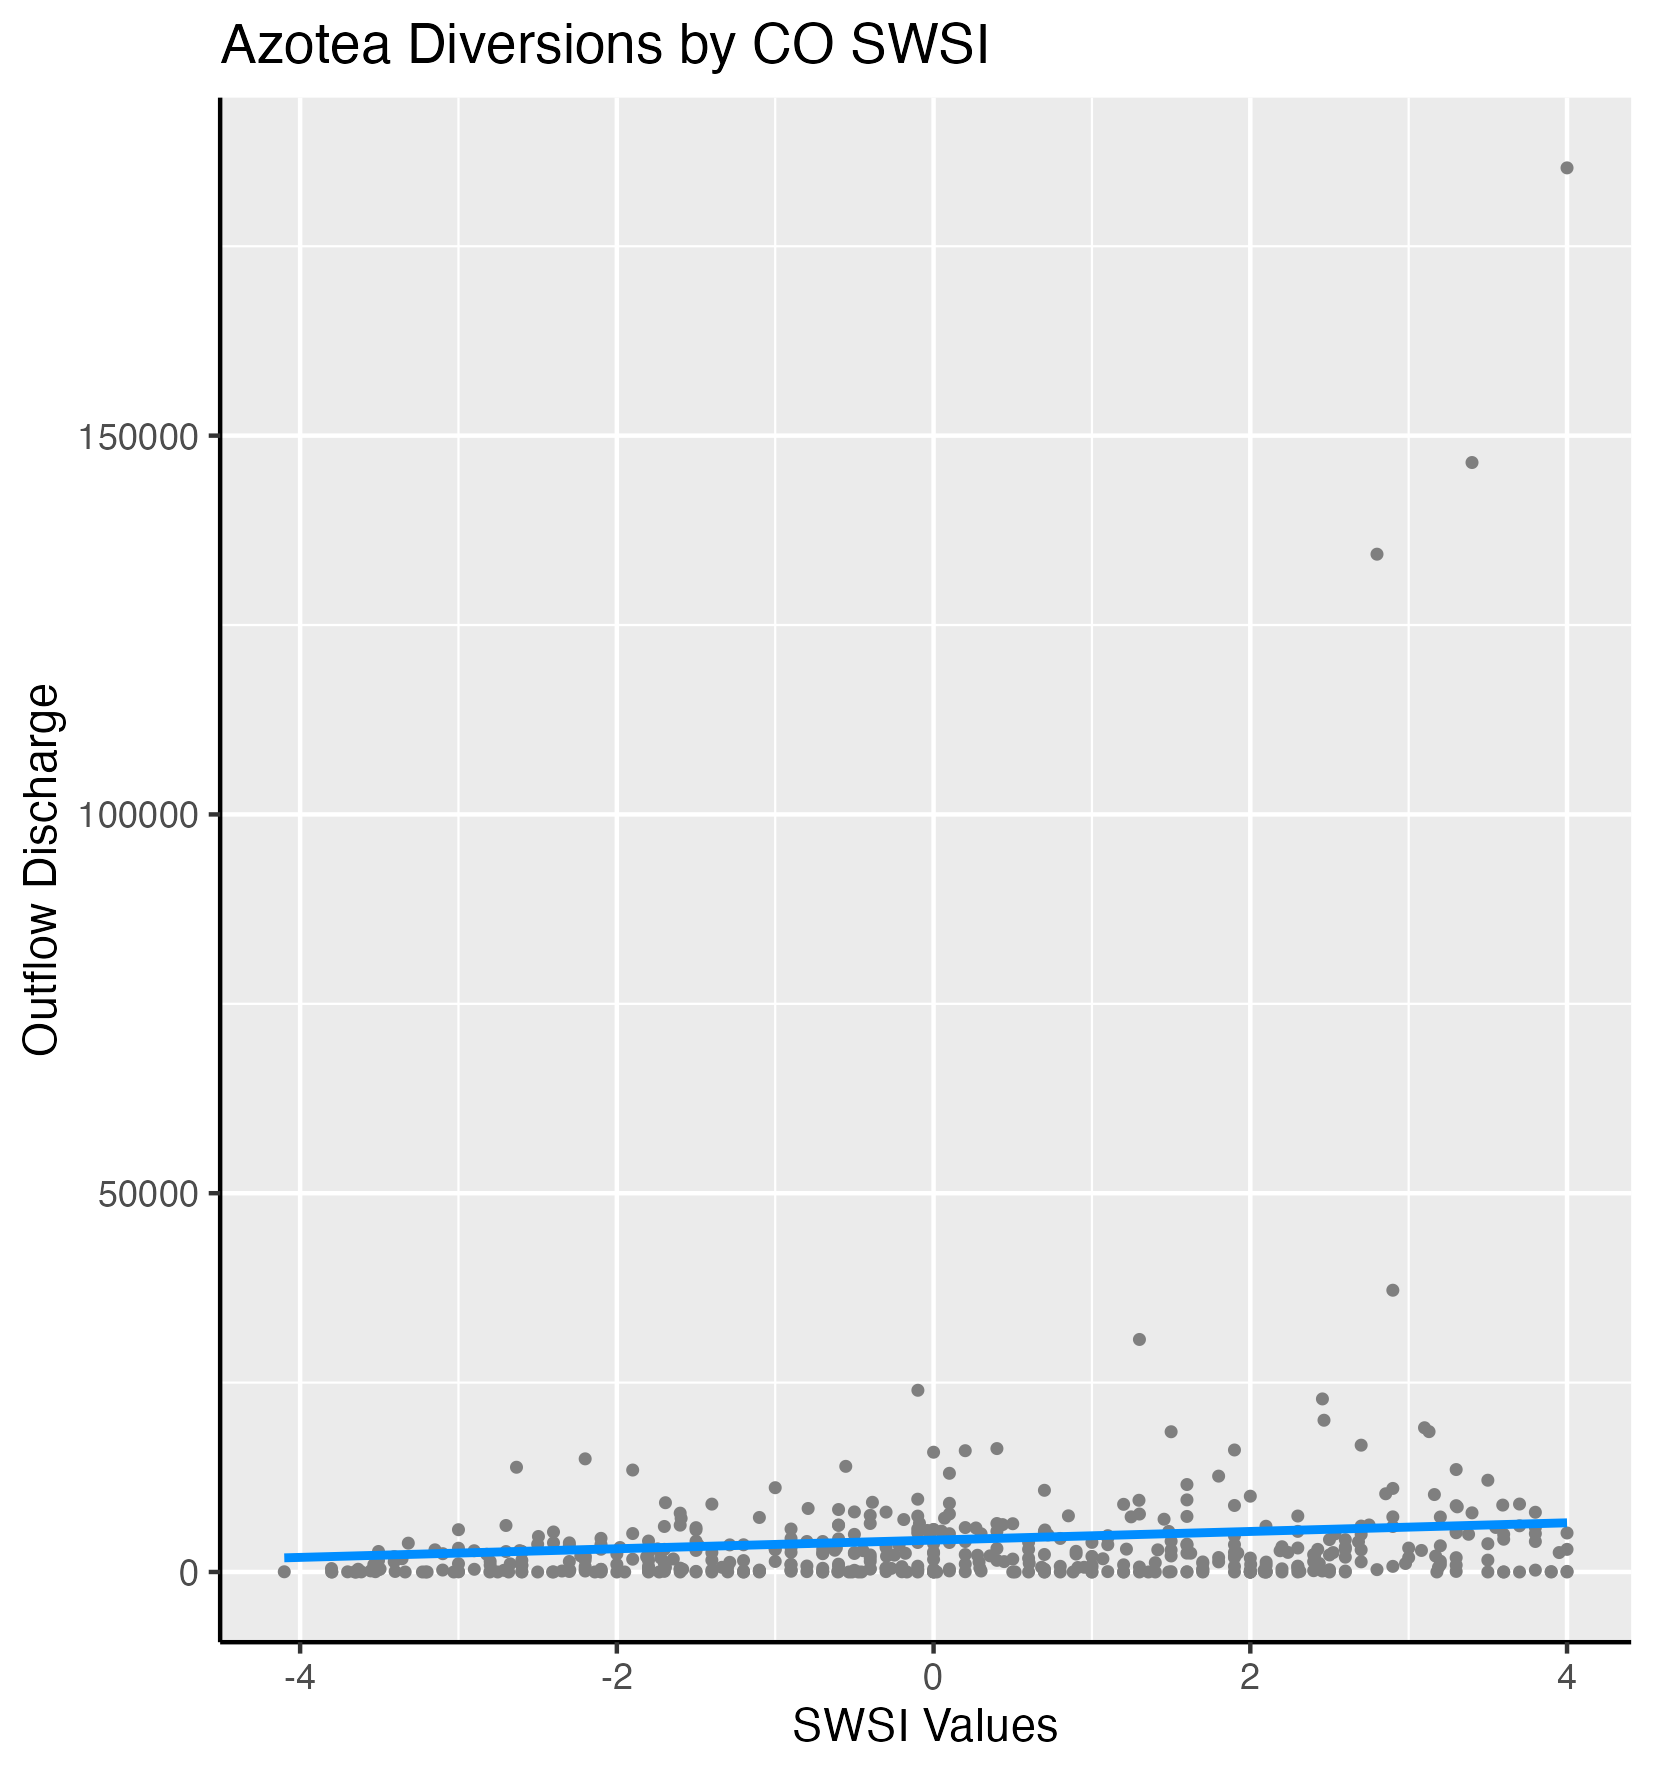 Azotea Diversions by CO SWSI
Outflow Discharge
150000
100000
50000
0
-4 -2 0 2 4
SWSI Values